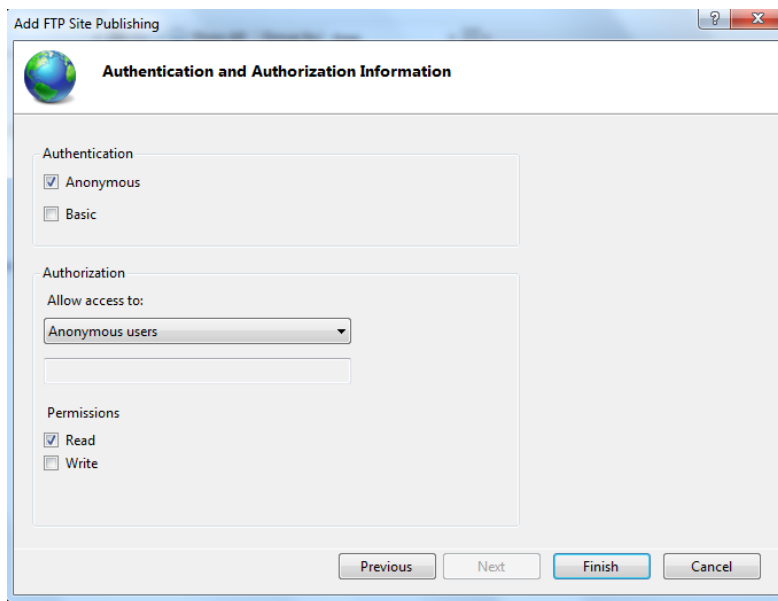 Add FTP Site Publishing
Authentication and Authorization Information
Authentication
Anonymous
Basic
Authorization
Allow access to:
Anonymous users
Permissions
Read
Write
Previous Next Finish Cancel